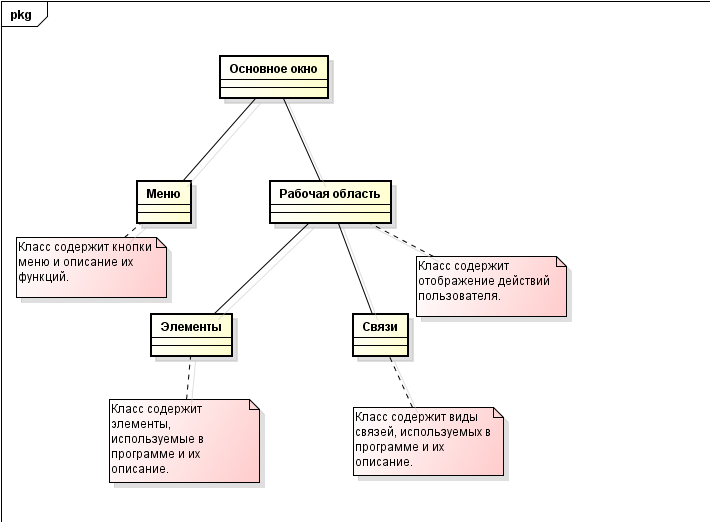 pkg
Основное окно
Меню
Рабочая область
Класс содержит кнопки
меню и описание их
функций.
Класс содержит
отображение действий
пользователя.
Элементы
Связи
Класс содержит
элементы,
используемые в
программе и их
описание.
Класс содержит виды
связей, используемых в
программе и их
описание.